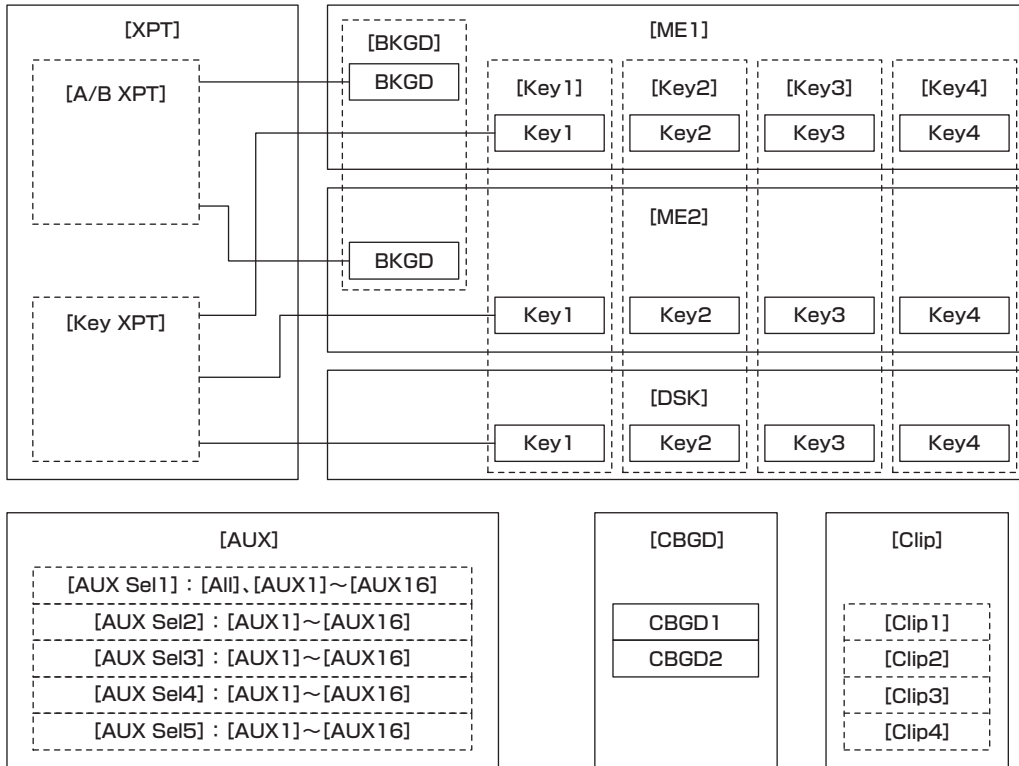 [XPT]
[A/B XPT]
[Key XPT]
[BKGD]
BKGD
BKGD
[ME1]
[Key1] [Key2] [Key3] [Key4]
Key1 Key2 Key3 Key4
[ME2]
Key1 Key2 Key3 Key4
[DSK]
Key1 Key2 Key3 Key4
[AUX]
[AUX Sel1]：[All]、[AUX1]～[AUX16]
[AUX Sel2]：[AUX1]～[AUX16]
[AUX Sel3]：[AUX1]～[AUX16]
[AUX Sel4]：[AUX1]～[AUX16]
[AUX Sel5]：[AUX1]～[AUX16]
[CBGD]
CBGD1
CBGD2
[Clip]
[Clip1]
[Clip2]
[Clip3]
[Clip4]